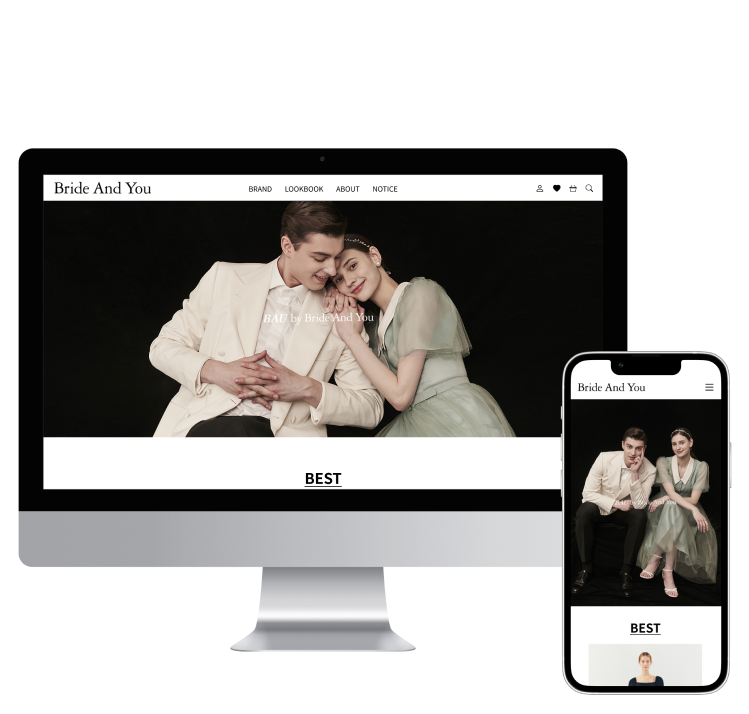 Bride And You
BRAND LOOKBOOK ABOUT NOTICE
BAU by Bride And You
BEST
Bride And You
BAU by Bride And You
BEST